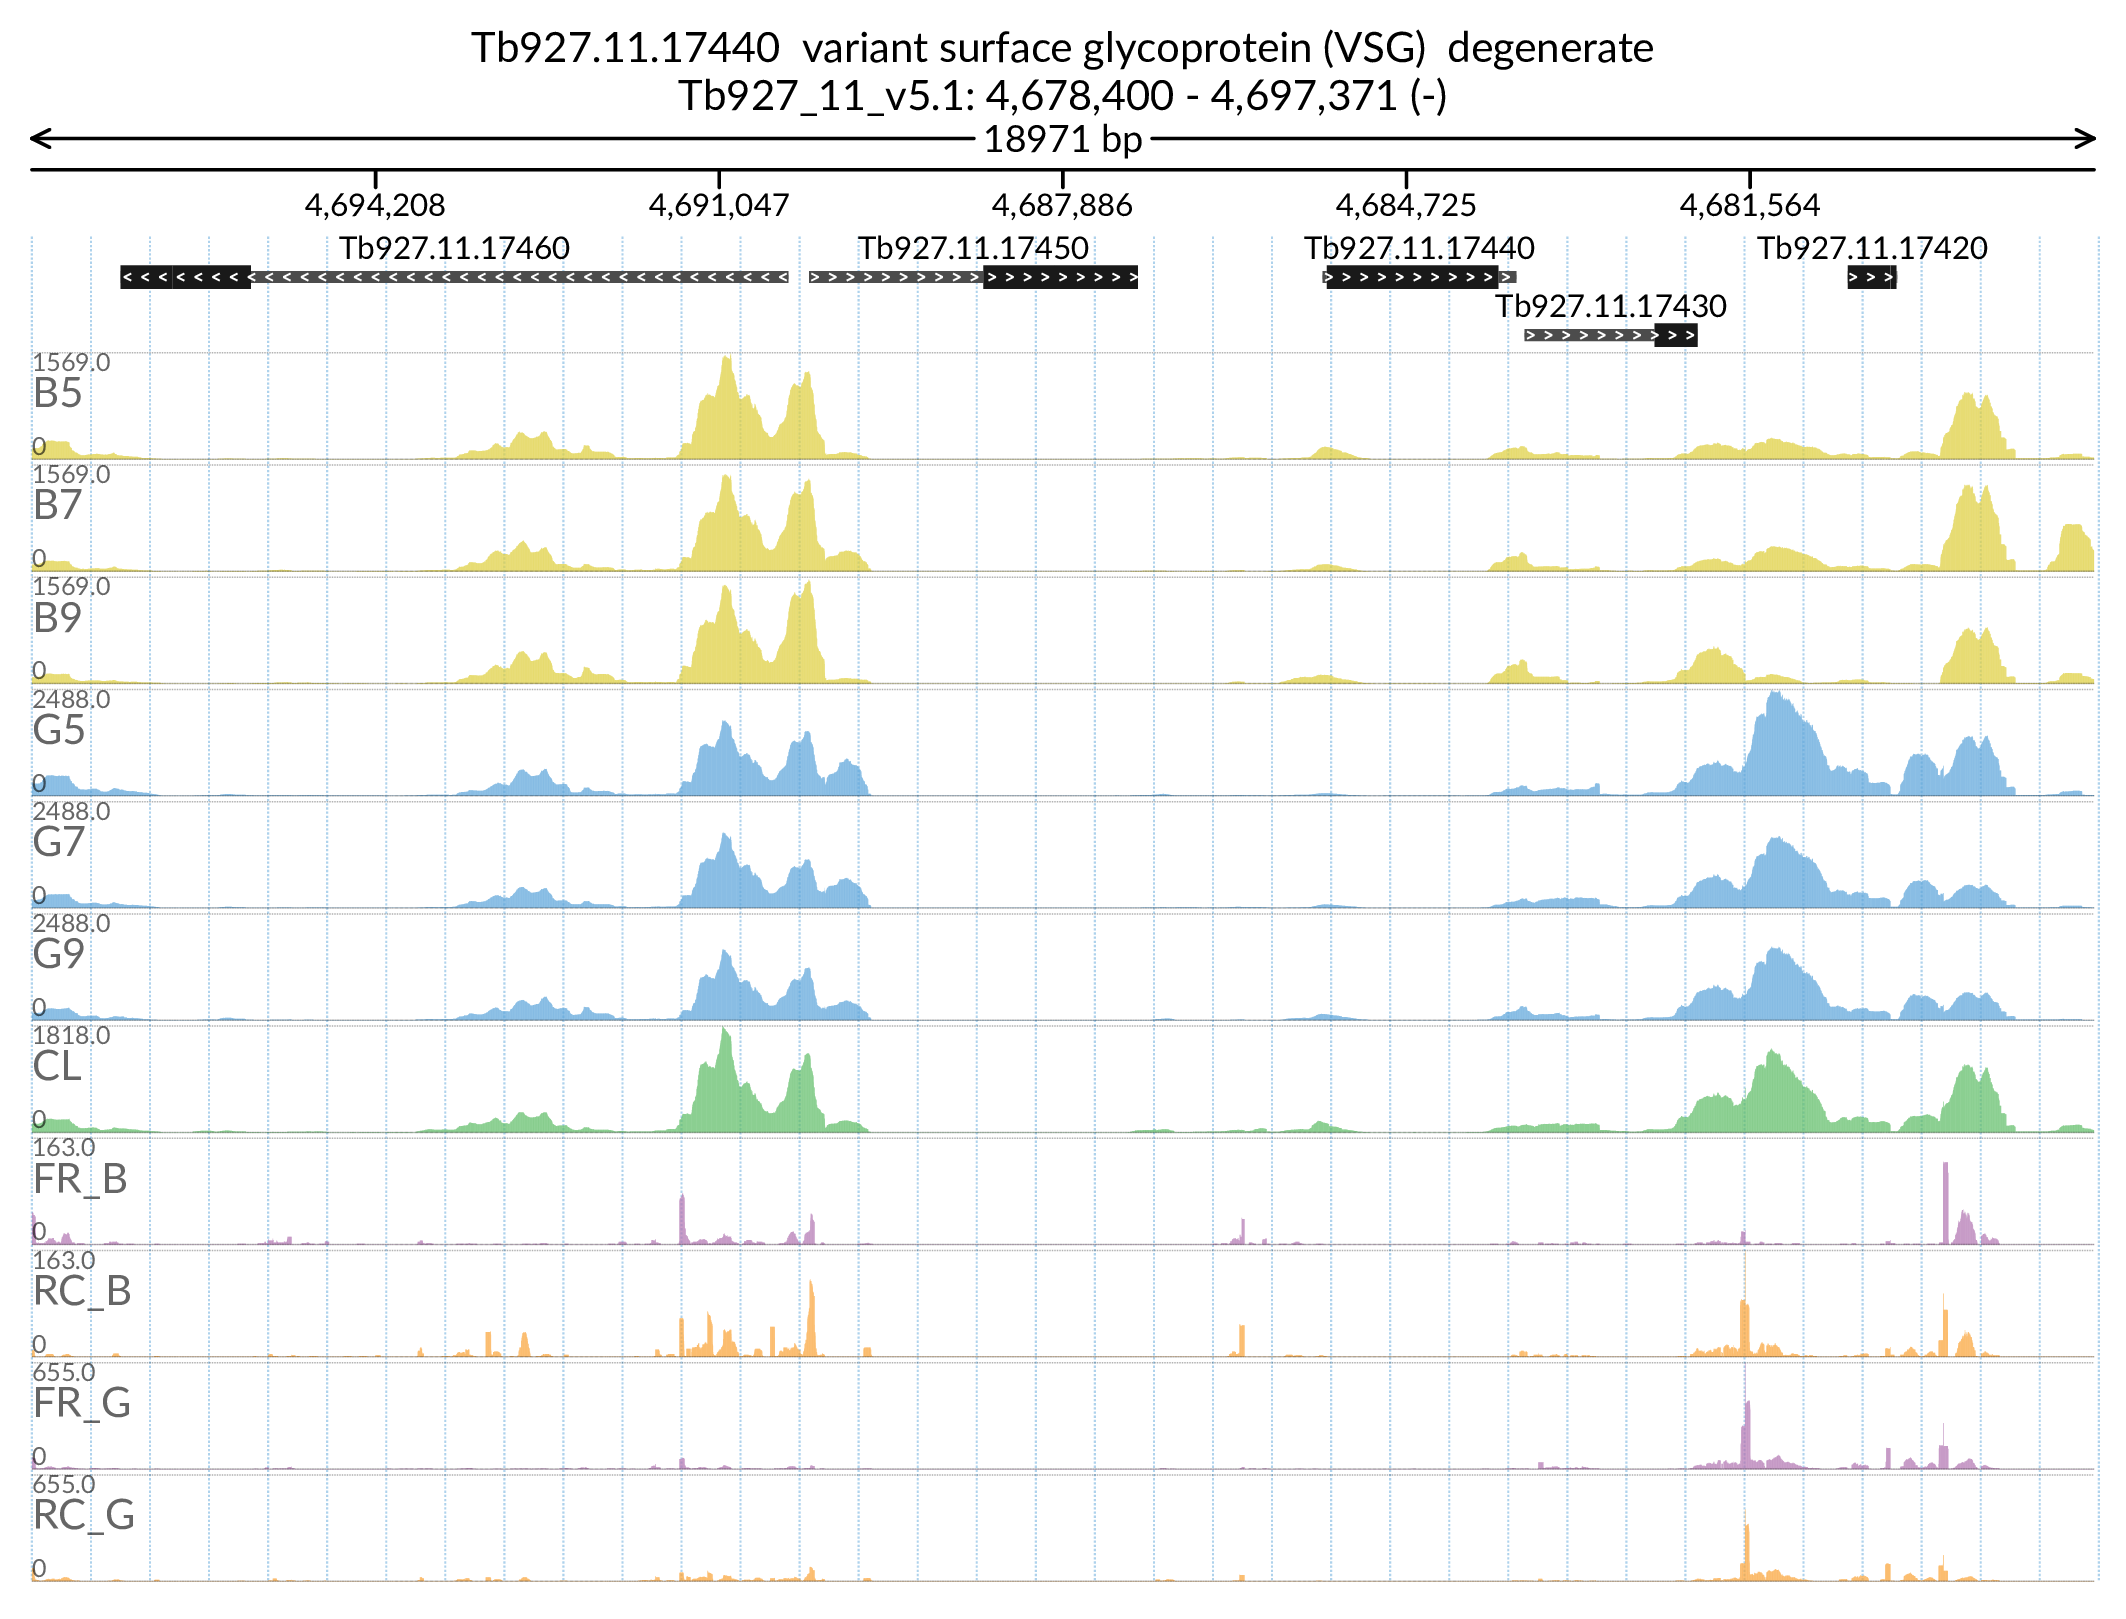 Tb927.11.17440 variant surface glycoprotein (VSG) degenerate
Tb927_11_v5.1: 4,678,400 - 4,697,371 (-)
18971 bp
4,694,208 4,691,047 4,687,886 4,684,725 4,681,564
Tb927.11.17460 Tb927.11.17450 Tb927.11.17440 Tb927.11.17420
Tb927.11.17430
1569.0
B5
0
1569.0
B7
0
1569.0
B9
0
2488.0
G5
0
2488.0
G7
0
2488.0
G9
0
1818.0
CL
0
163.0
FR_B
0
163.0
RC_B
0
655.0
FR_G
0
655.0
RC_G
0